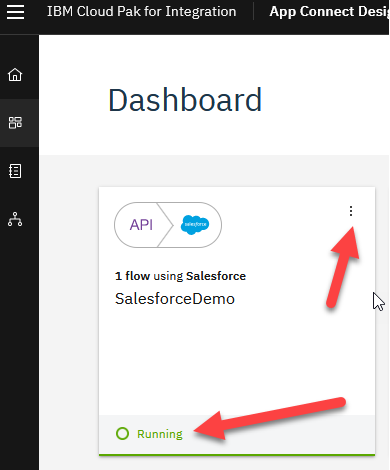 IBM Cloud Pak for Integration
App Connect Desig
Dashboard
API
salesforce
1 flow using Salesforce
SalesforceDemo
Running